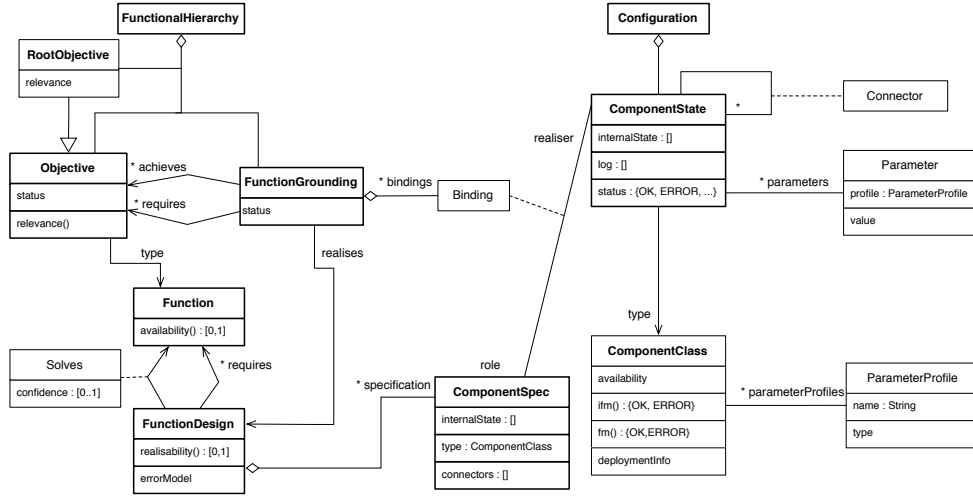 FunctionalHierarchy
Configuration
RootObjective
relevance
ComponentState
internalState : []
log : []
status : {OK, ERROR, ...}
*
Connector
realiser
Objective
status
relevance()
* achieves
* requires
FunctionGrounding
status
* bindings
Binding
* parameters
Parameter
profile : ParameterProfile
value
type
realises
Function
availability() : [0,1]
type
Solves
confidence : [0..1]
* requires
role
* specification
ComponentClass
availability
ifm() : {OK, ERROR}
fm() : {OK,ERROR}
deploymentInfo
* parameterProfiles
ParameterProfile
name : String
type
FunctionDesign
realisability() : [0,1]
errorModel
ComponentSpec
internalState : []
type : ComponentClass
connectors : []